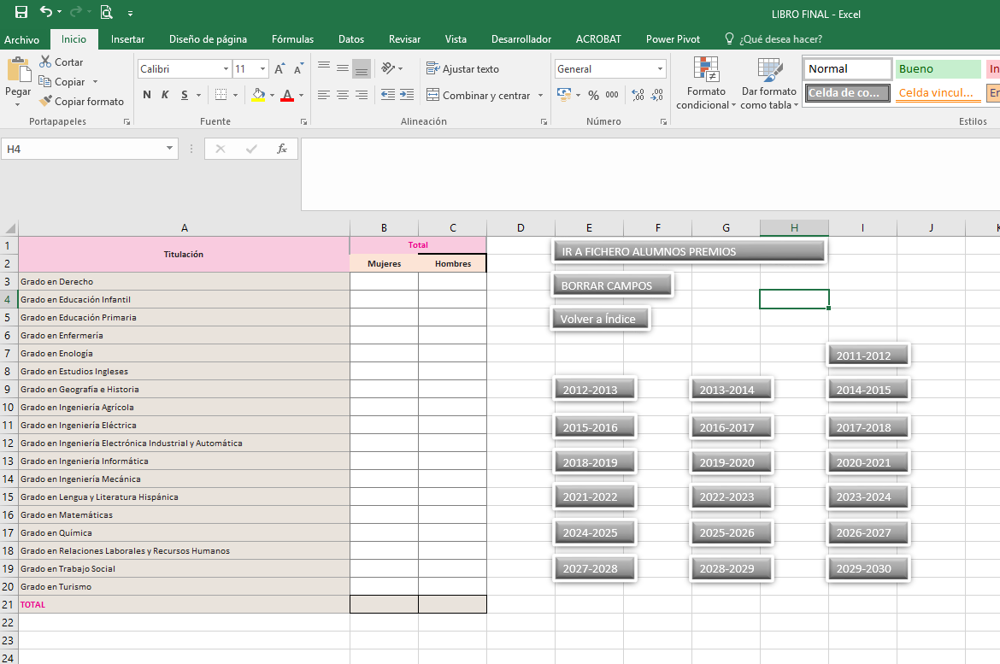 LIBRO FINAL - Excel
Archivo Inicio Insertar Diseño de página Fórmulas Datos Revisar Vista Desarrollador ACROBAT Power Pivot ¿Qué desea hacer?
Pegar
Cortar
Copiar
Copiar formato
Portapapeles
Calibri 11
N K S
Fuente
Ajustar texto
Combinar y centrar
Alineación
General
% 000
Número
Formato condicional
Dar formato como tabla
Normal Bueno In
Celda de co... Celda vincul... En
Estilos
H4 fx
A B C D E F G H I J K
1 Titulación Total IR A FICHERO ALUMNOS PREMIOS
2 Mujeres Hombres
3 Grado en Derecho BORRAR CAMPOS
4 Grado en Educación Infantil
5 Grado en Educación Primaria Volver a Índice
6 Grado en Enfermería
7 Grado en Enología 2011-2012
8 Grado en Estudios Ingleses
9 Grado en Geografía e Historia 2012-2013 2013-2014 2014-2015
10 Grado en Ingeniería Agrícola
11 Grado en Ingeniería Eléctrica 2015-2016 2016-2017 2017-2018
12 Grado en Ingeniería Electrónica Industrial y Automática
13 Grado en Ingeniería Informática 2018-2019 2019-2020 2020-2021
14 Grado en Ingeniería Mecánica
15 Grado en Lengua y Literatura Hispánica 2021-2022 2022-2023 2023-2024
16 Grado en Matemáticas
17 Grado en Química 2024-2025 2025-2026 2026-2027
18 Grado en Relaciones Laborales y Recursos Humanos
19 Grado en Trabajo Social 2027-2028 2028-2029 2029-2030
20 Grado en Turismo
21 TOTAL
22
23
24